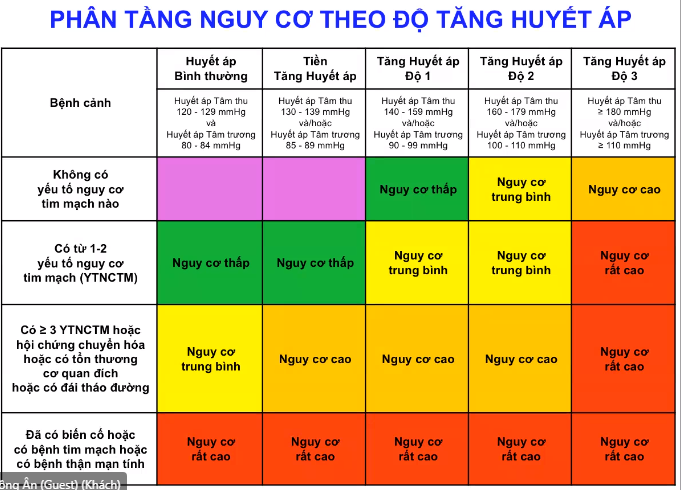 PHÂN TẦNG NGUY CƠ THEO ĐỘ TĂNG HUYẾT ÁP
Bệnh cảnh
Huyết áp
Bình thường
Tiền
Tăng Huyết áp
Tăng Huyết áp
Độ 1
Tăng Huyết áp
Độ 2
Tăng Huyết áp
Độ 3
Huyết áp Tâm thu
120 - 129 mmHg
và
Huyết áp Tâm trương
80 - 84 mmHg
Huyết áp Tâm thu
130 - 139 mmHg
và/hoặc
Huyết áp Tâm trương
85 - 89 mmHg
Huyết áp Tâm thu
140 - 159 mmHg
và/hoặc
Huyết áp Tâm trương
90 - 99 mmHg
Huyết áp Tâm thu
160 - 179 mmHg
và/hoặc
Huyết áp Tâm trương
100 - 110 mmHg
Huyết áp Tâm thu
≥ 180 mmHg
và/hoặc
Huyết áp Tâm trương
≥ 110 mmHg
Không có
yếu tố nguy cơ
tim mạch nào
Nguy cơ thấp
Nguy cơ
trung bình
Nguy cơ cao
Có từ 1-2
yếu tố nguy cơ
tim mạch (YTNCTM)
Nguy cơ thấp
Nguy cơ thấp
Nguy cơ
trung bình
Nguy cơ
trung bình
Nguy cơ
rất cao
Có ≥ 3 YTNCTM hoặc
hội chứng chuyển hóa
hoặc có tổn thương
cơ quan đích
hoặc có đái tháo đường
Nguy cơ
trung bình
Nguy cơ cao
Nguy cơ cao
Nguy cơ cao
Nguy cơ
rất cao
Đã có biến cố hoặc
có bệnh tim mạch hoặc
có bệnh thận mạn tính
Nguy cơ
rất cao
Nguy cơ
rất cao
Nguy cơ
rất cao
Nguy cơ
rất cao
Nguy cơ
rất cao
Ân (Guest) (Khách)